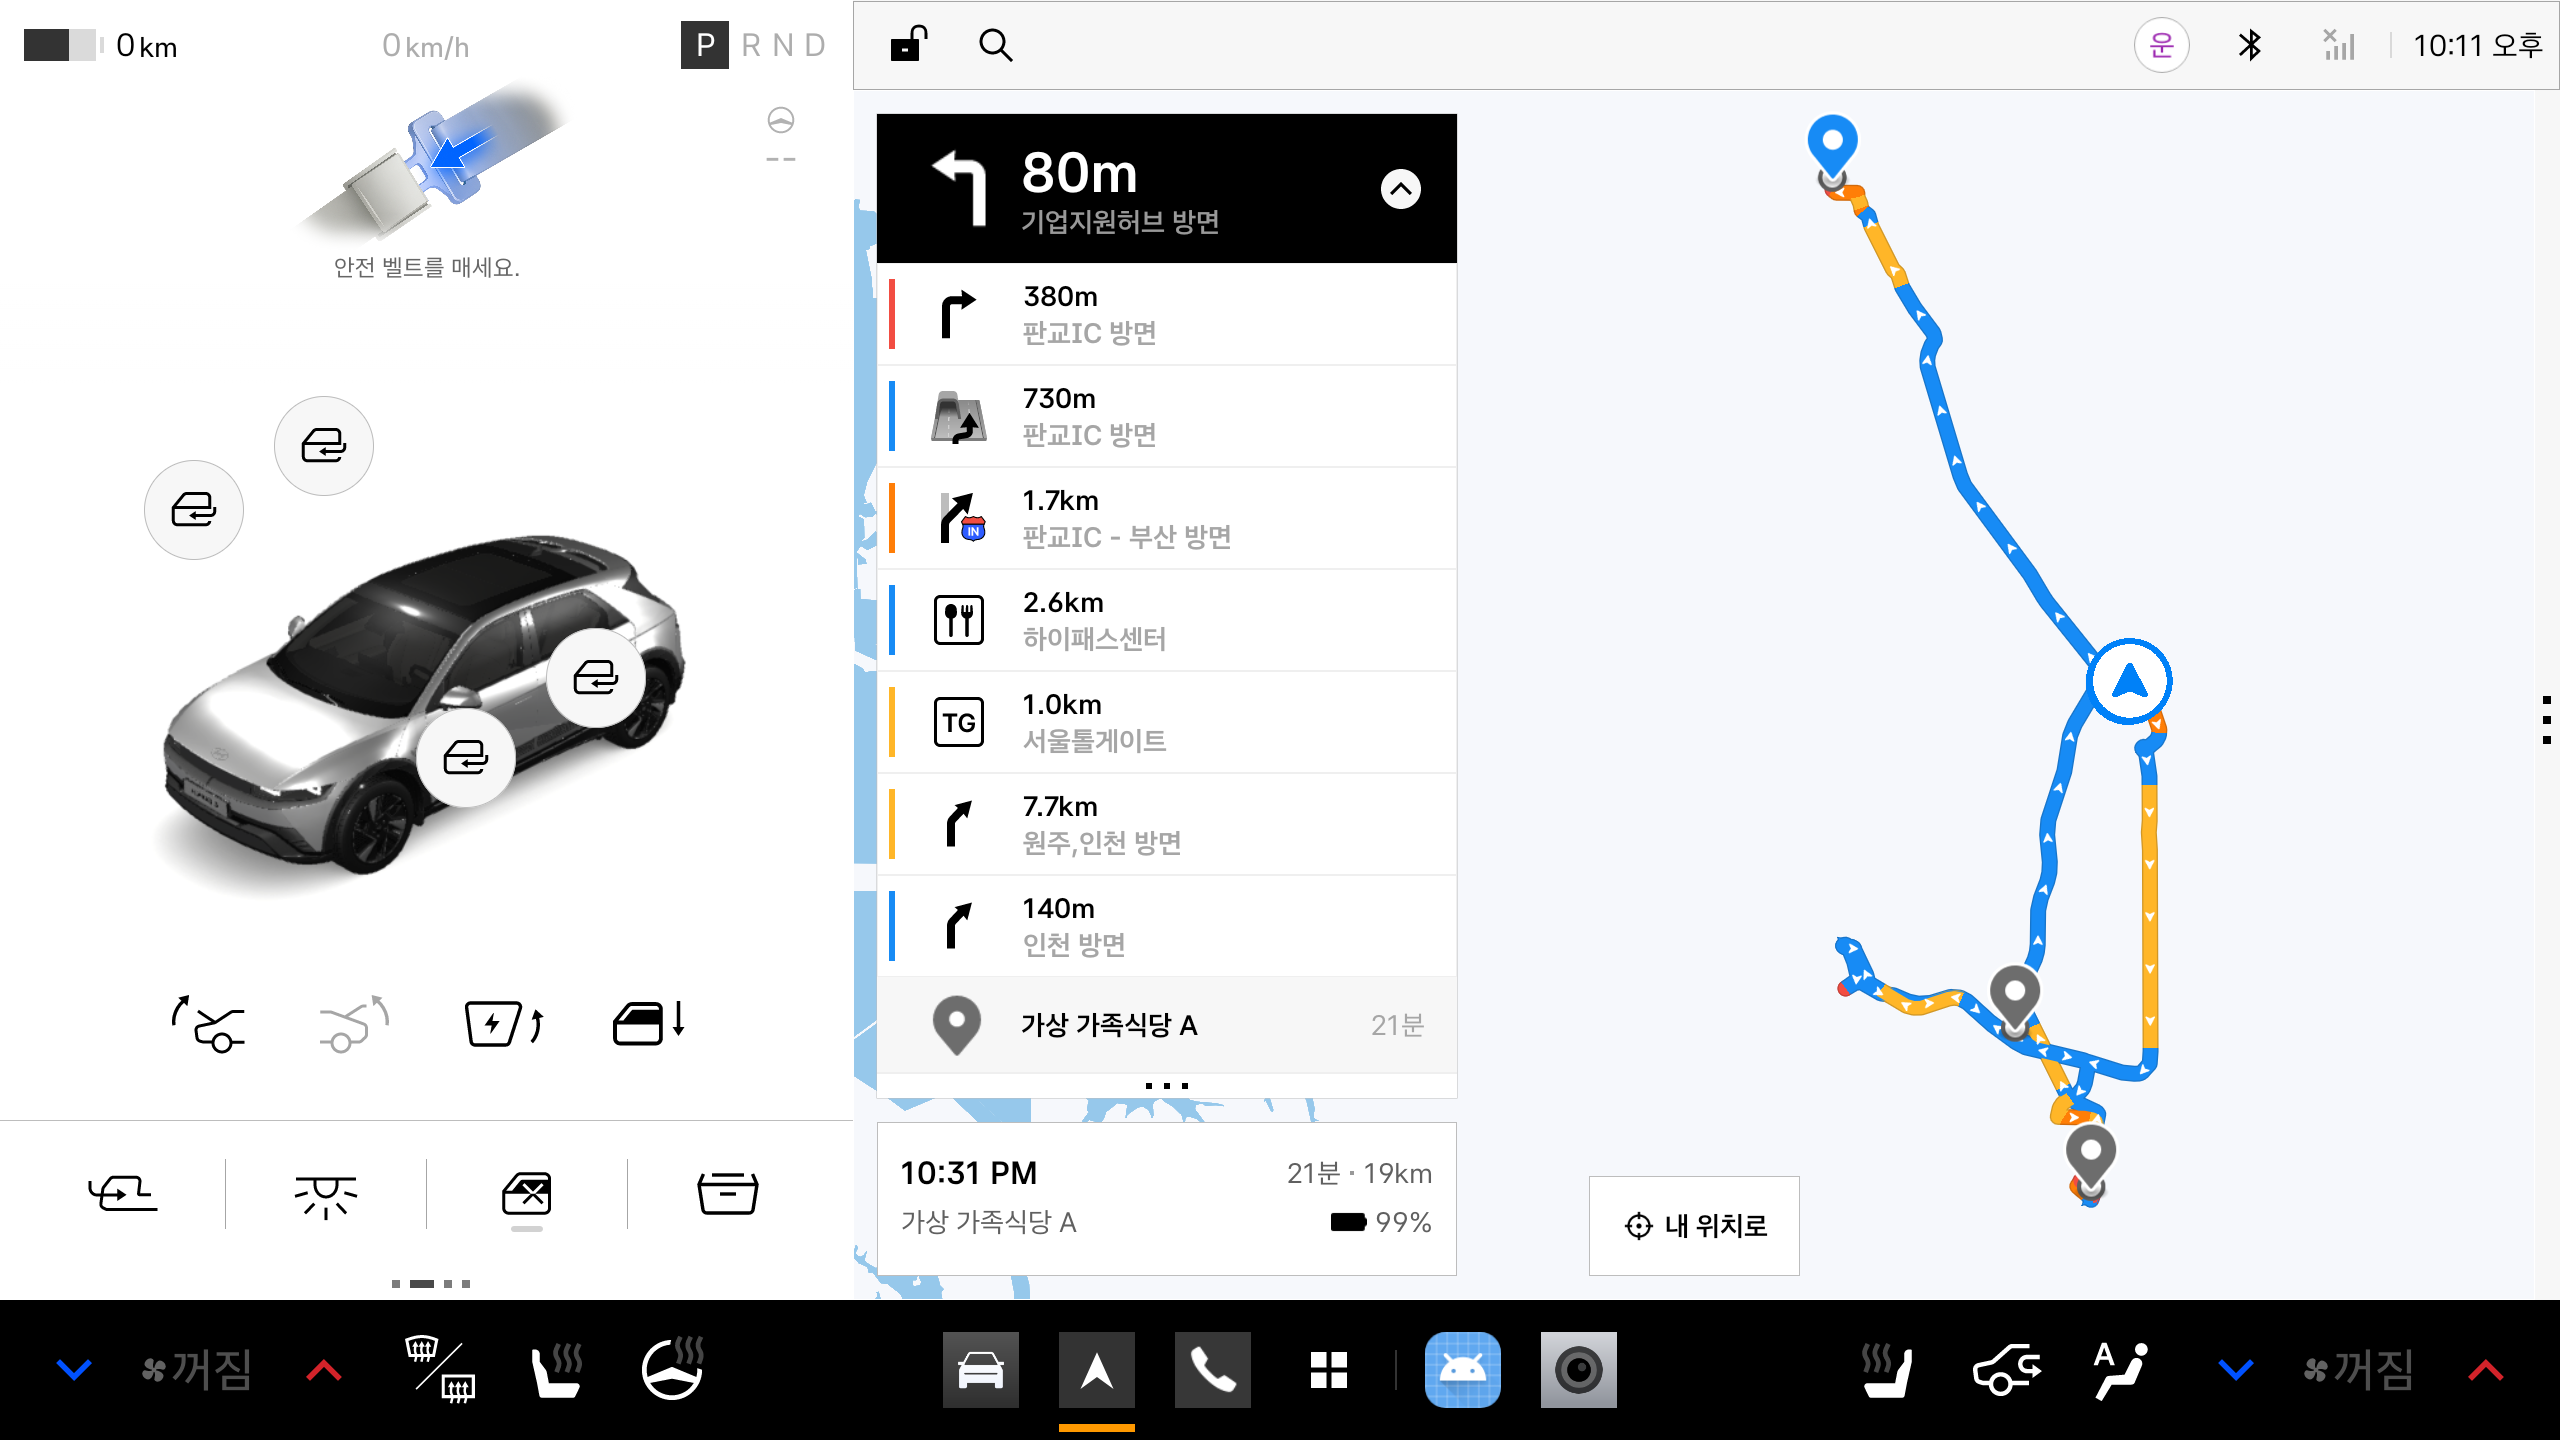 0 km
0 km/h
P R N D
운
10:11 오후
--
안전 벨트를 매세요.
80m
기업지원허브 방면
380m
판교IC 방면
730m
판교IC 방면
1.7km
판교IC - 부산 방면
IN
2.6km
하이패스센터
TG
1.0km
서울톨게이트
7.7km
원주,인천 방면
140m
인천 방면
가상 가족식당 A
21분
10:31 PM
21분 · 19km
가상 가족식당 A
99%
내 위치로
꺼짐
A
꺼짐